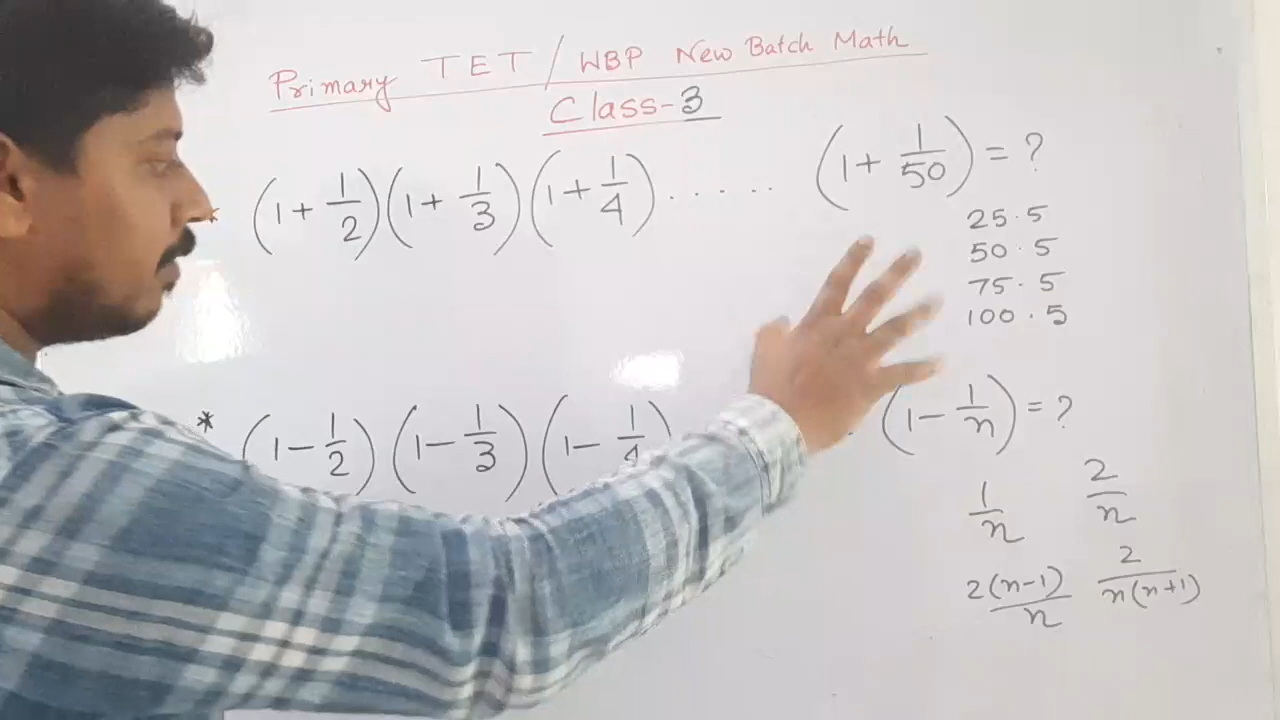 Primary TET / WBP New Batch Math
Class-3
* (1 + 1/2)(1 + 1/3)(1 + 1/4) ...... (1 + 1/50) = ?
25.5
50.5
75.5
100.5
* (1 - 1/2)(1 - 1/3)(1 - 1/4) . (1 - 1/n) = ?
1/n 2/n
2(n-1)/n 2/n(n+1)